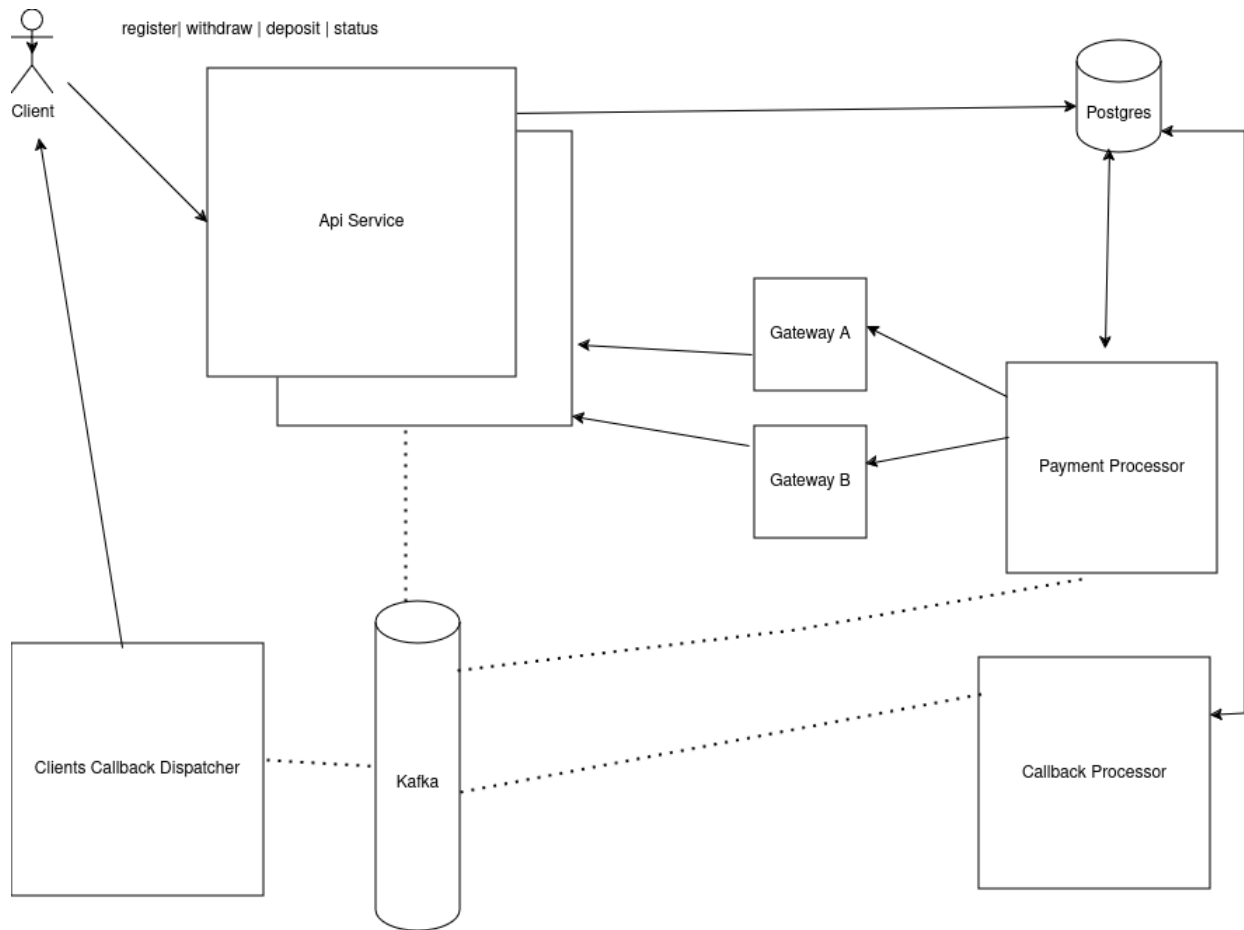 register| withdraw | deposit | status
Client
Postgres
Api Service
Gateway A
Gateway B
Payment Processor
Clients Callback Dispatcher
Kafka
Callback Processor